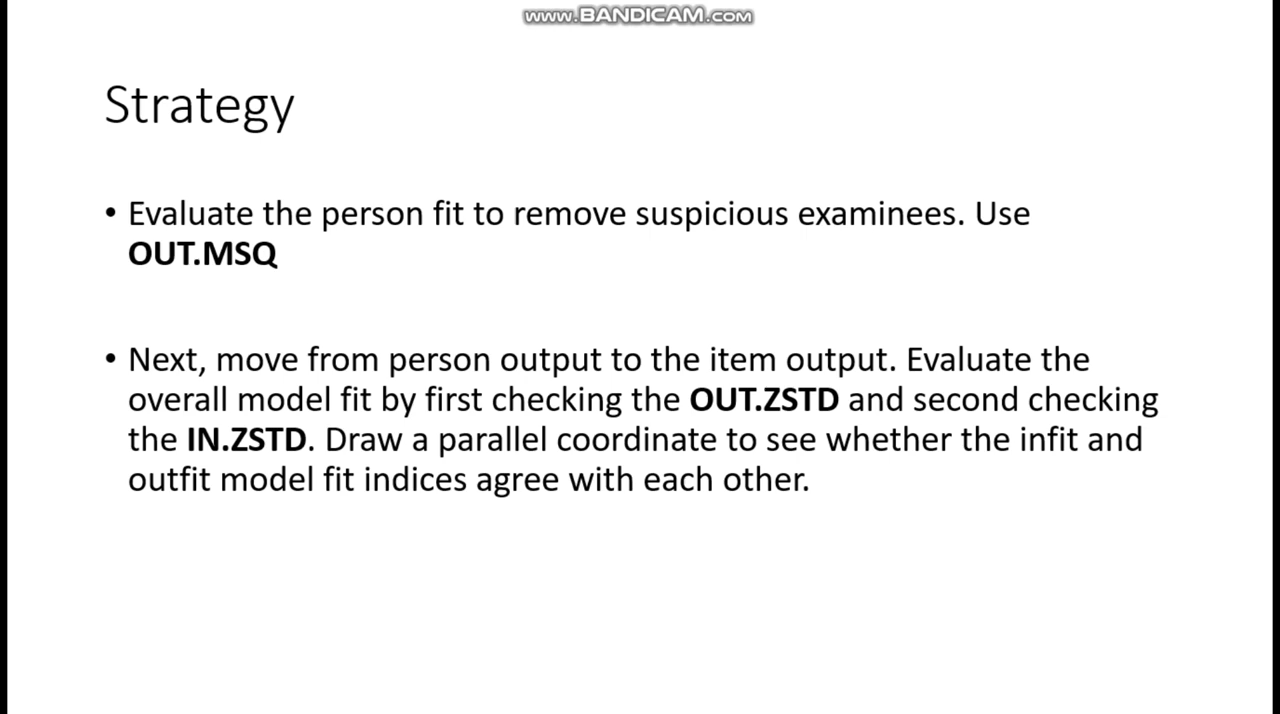 www.BANDICAM.com
Strategy
• Evaluate the person fit to remove suspicious examinees. Use
OUT.MSQ
• Next, move from person output to the item output. Evaluate the
overall model fit by first checking the OUT.ZSTD and second checking
the IN.ZSTD. Draw a parallel coordinate to see whether the infit and
outfit model fit indices agree with each other.